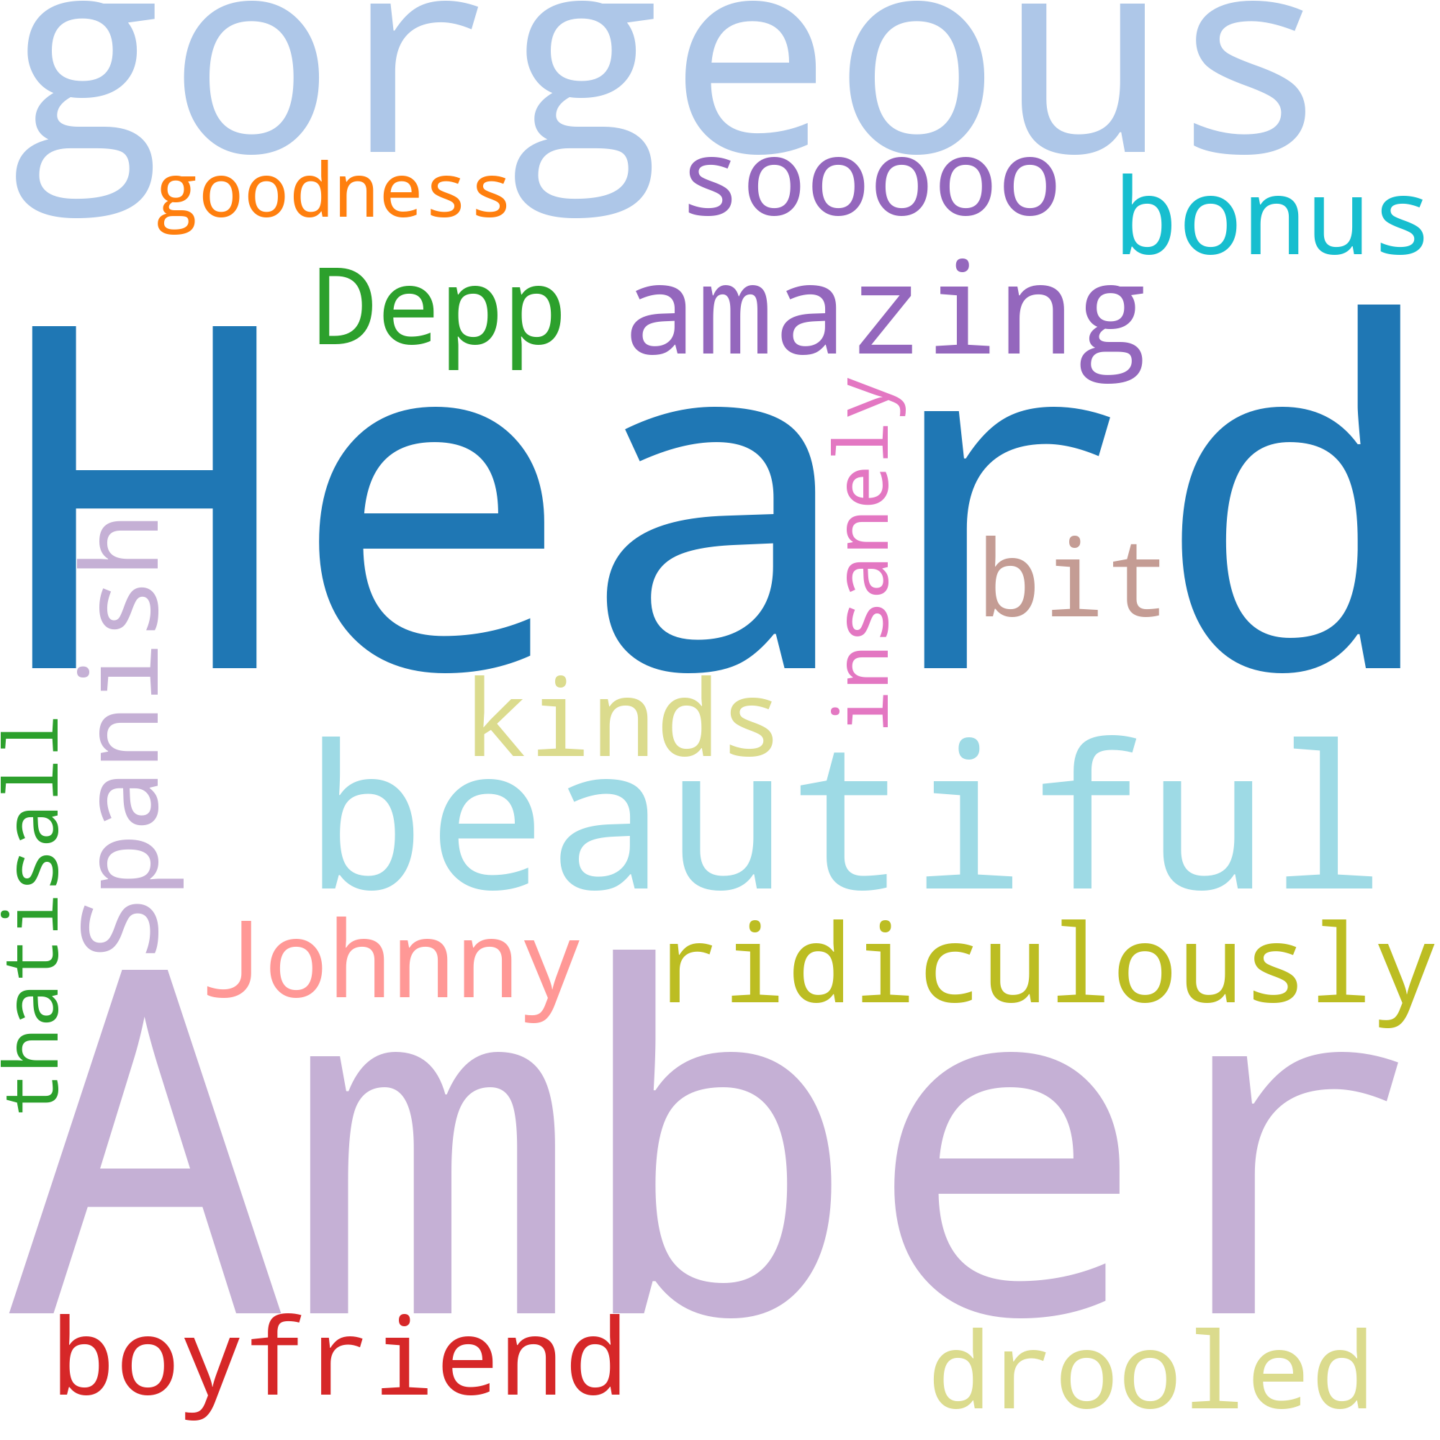 gorgeous
goodness
sooooo
bonus
Depp
amazing
Heard
insanely
bit
Spanish
kinds
thatisall
beautiful
Johnny
ridiculously
Amber
boyfriend
drooled